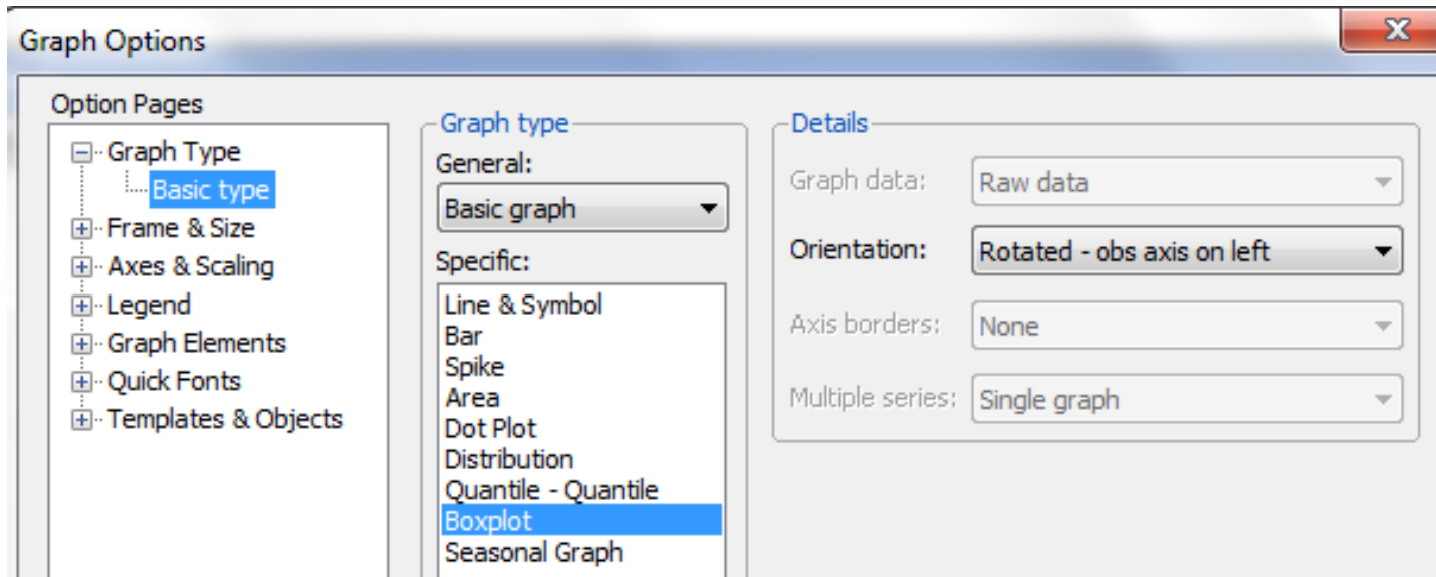 Graph Options
Option Pages
Graph Type
Basic type
Frame & Size
Axes & Scaling
Legend
Graph Elements
Quick Fonts
Templates & Objects
Graph type
General:
Basic graph
Specific:
Line & Symbol
Bar
Spike
Area
Dot Plot
Distribution
Quantile - Quantile
Boxplot
Seasonal Graph
Details
Graph data: Raw data
Orientation: Rotated - obs axis on left
Axis borders: None
Multiple series: Single graph